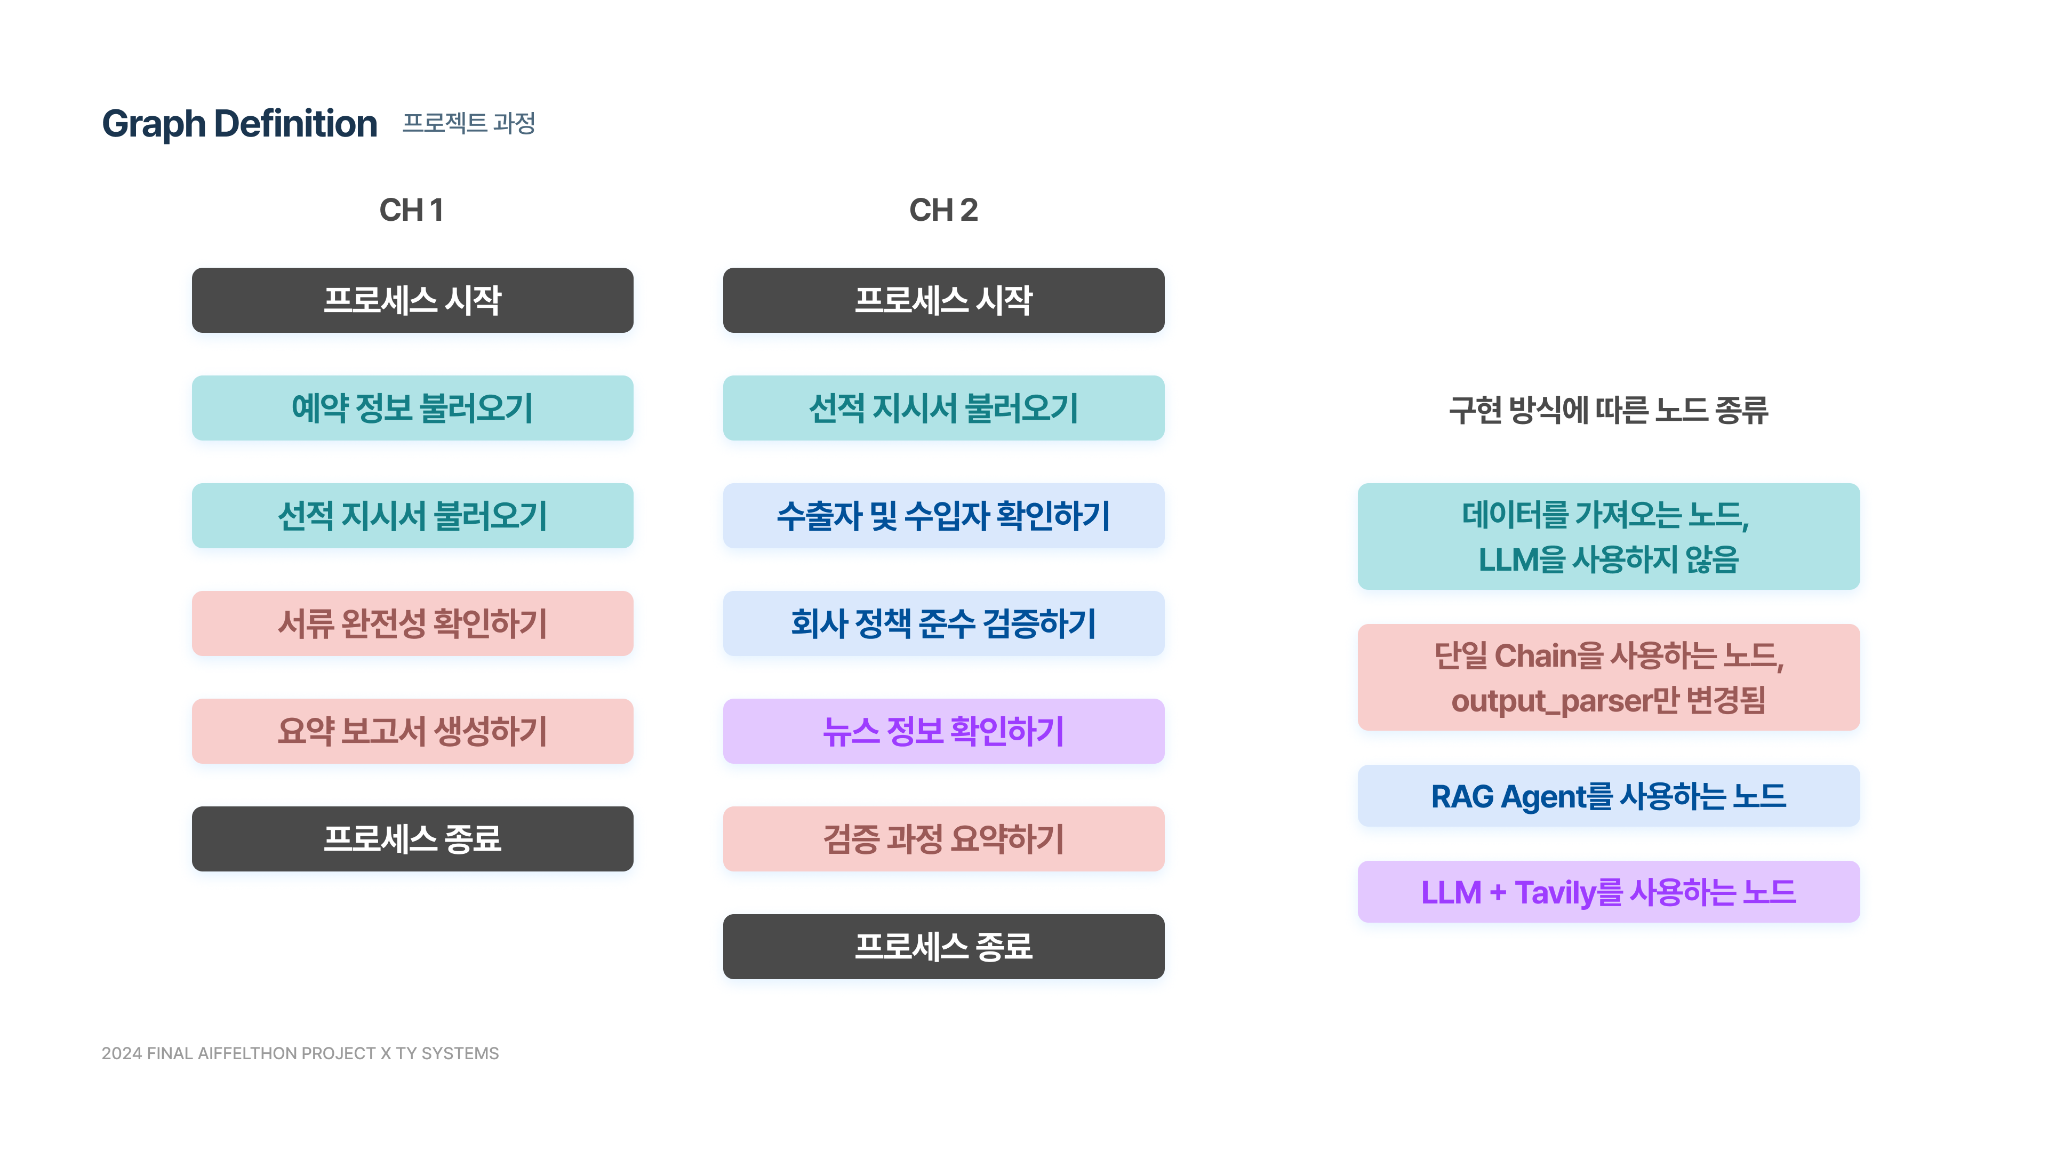 Graph Definition 프로젝트 과정
CH 1
프로세스 시작
예약 정보 불러오기
선적 지시서 불러오기
서류 완전성 확인하기
요약 보고서 생성하기
프로세스 종료
CH 2
프로세스 시작
선적 지시서 불러오기
수출자 및 수입자 확인하기
회사 정책 준수 검증하기
뉴스 정보 확인하기
검증 과정 요약하기
프로세스 종료
구현 방식에 따른 노드 종류
데이터를 가져오는 노드,
LLM을 사용하지 않음
단일 Chain을 사용하는 노드,
output_parser만 변경됨
RAG Agent를 사용하는 노드
LLM + Tavily를 사용하는 노드
2024 FINAL AIFFELTHON PROJECT X TY SYSTEMS